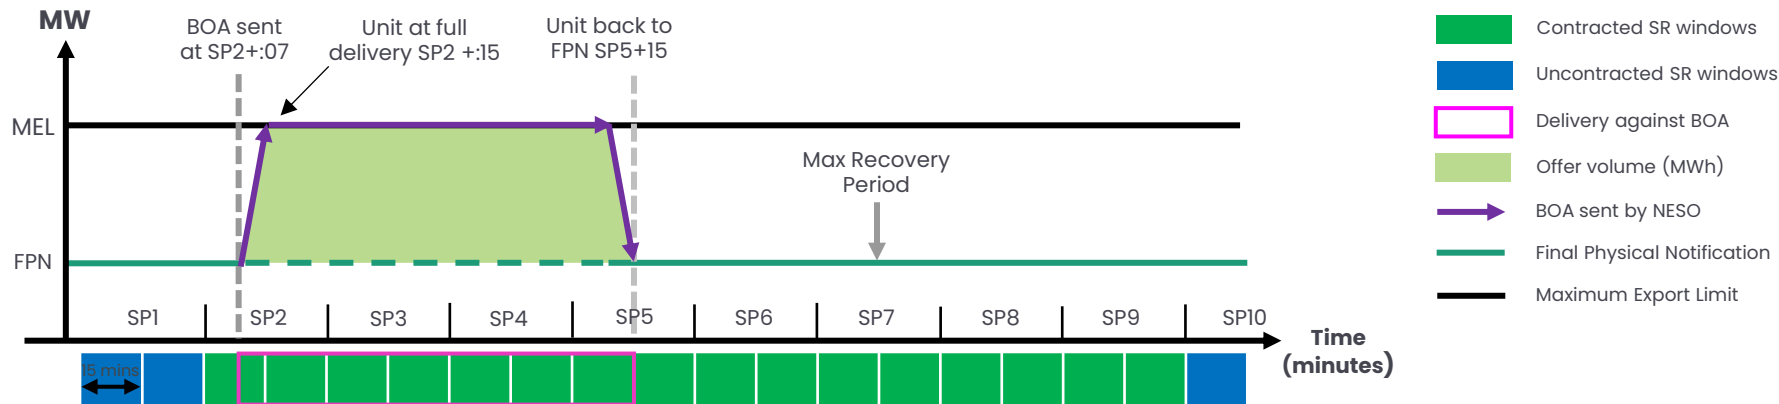 MW
BOA sent
at SP2+:07
Unit at full
delivery SP2 +:15
Unit back to
FPN SP5+15
MEL
Max Recovery
Period
FPN
SP1
SP2
SP3
SP4
SP5
SP6
SP7
SP8
SP9
SP10
Time
(minutes)
15 mins
Contracted SR windows
Uncontracted SR windows
Delivery against BOA
Offer volume (MWh)
BOA sent by NESO
Final Physical Notification
Maximum Export Limit